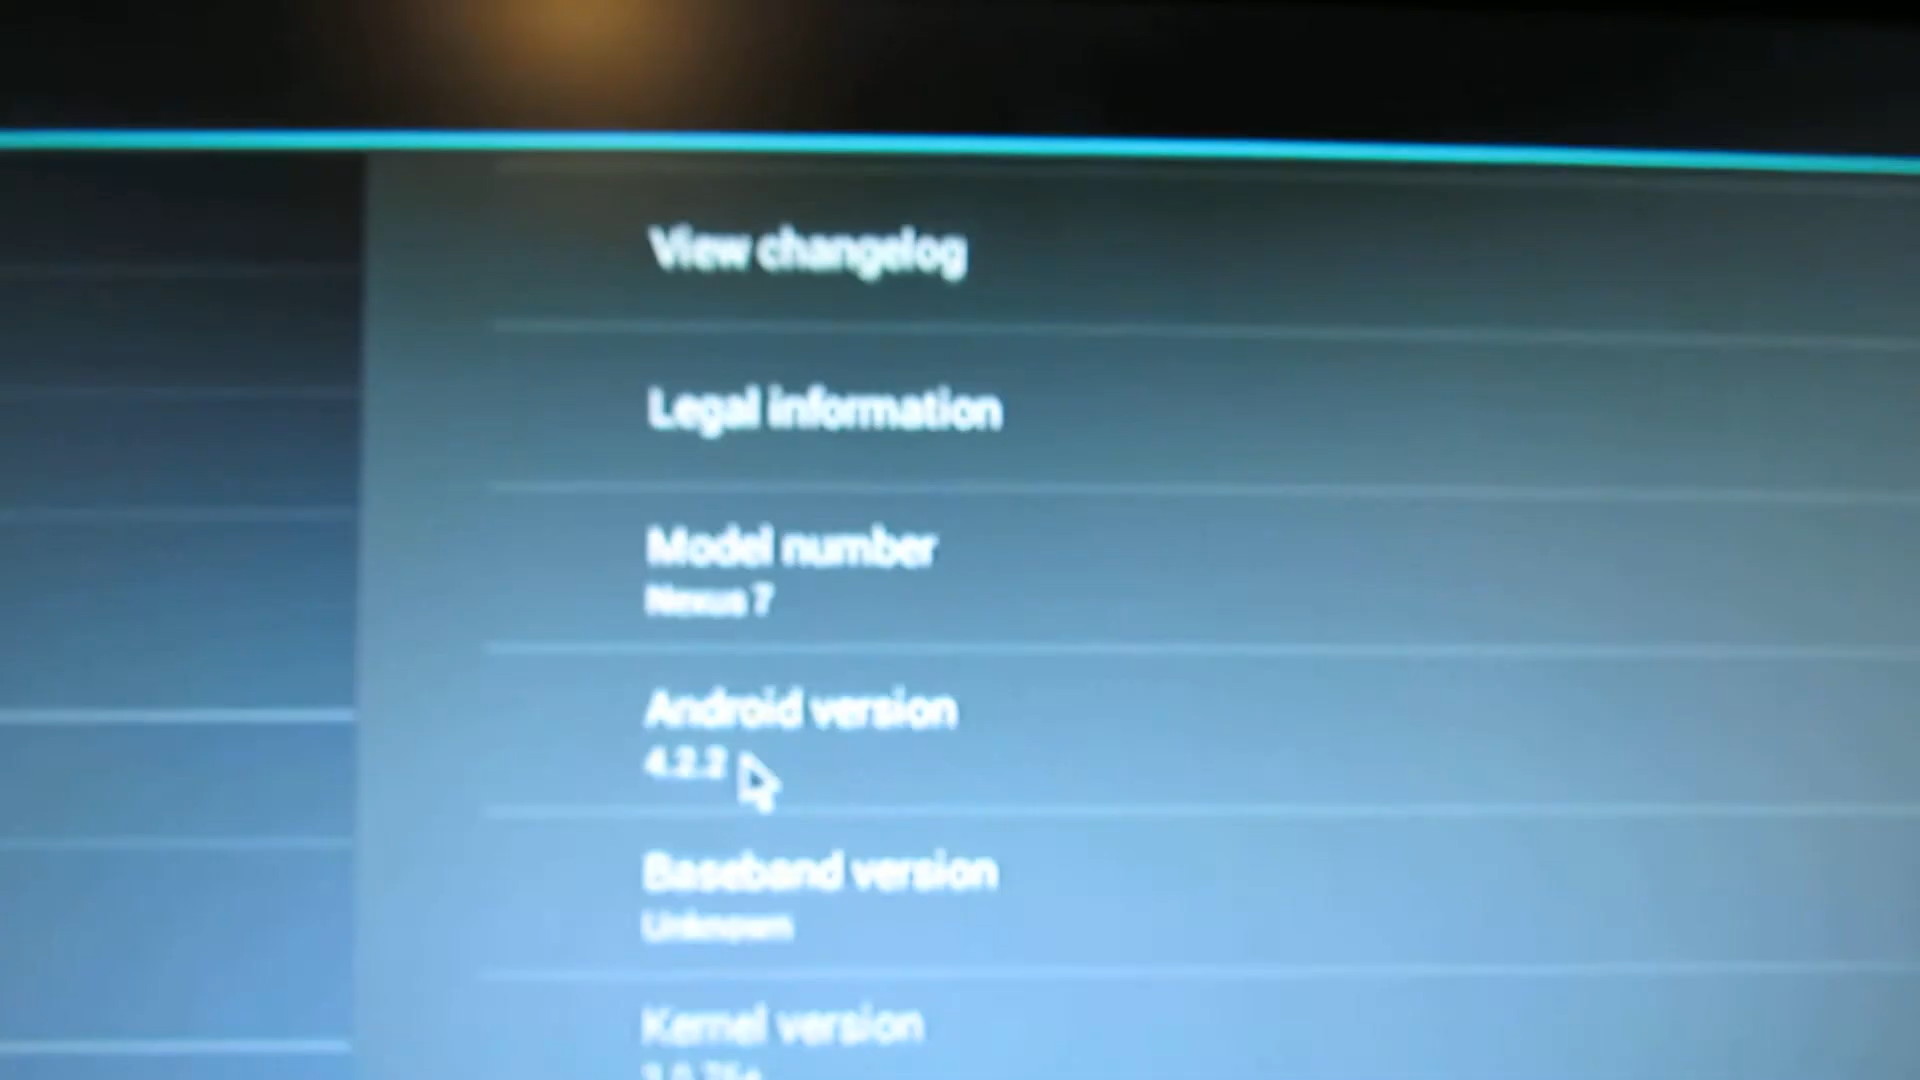 View changelog
Legal information
Model number
Nexus 7
Android version
4.2.2
Baseband version
Unknown
Kernel version